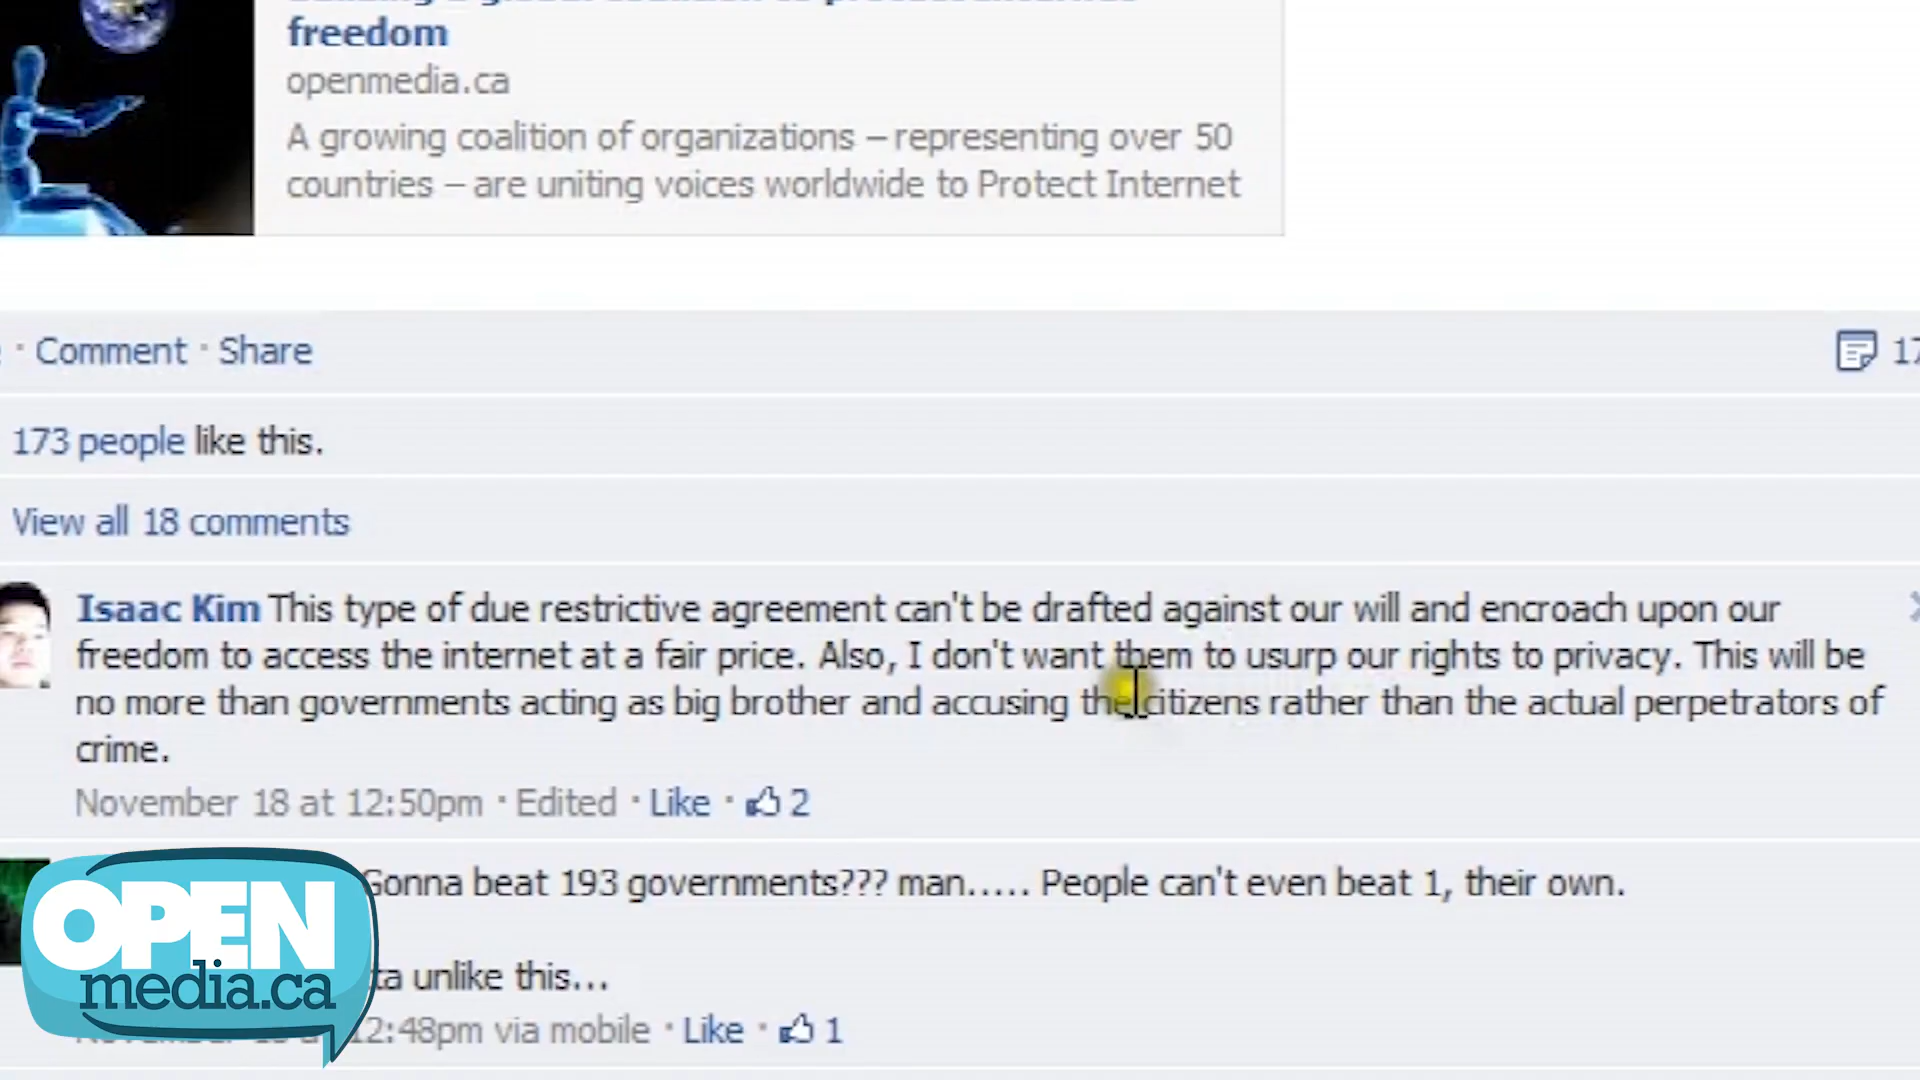 freedom
openmedia.ca
A growing coalition of organizations – representing over 50
countries – are uniting voices worldwide to Protect Internet
· Comment · Share
17
173 people like this.
View all 18 comments
Isaac Kim This type of due restrictive agreement can't be drafted against our will and encroach upon our
freedom to access the internet at a fair price. Also, I don't want them to usurp our rights to privacy. This will be
no more than governments acting as big brother and accusing the citizens rather than the actual perpetrators of
crime.
November 18 at 12:50pm · Edited · Like · 2
Gonna beat 193 governments??? man..... People can't even beat 1, their own.
ta unlike this...
12:48pm via mobile · Like · 1
OPEN
media.ca